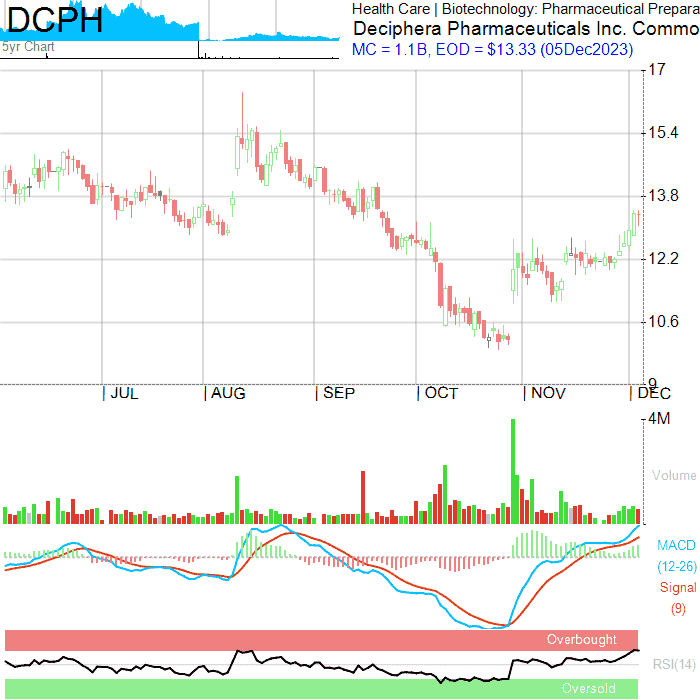 DCPH
5yr Chart
Health Care | Biotechnology: Pharmaceutical Prepara
Deciphera Pharmaceuticals Inc. Commo
MC = 1.1B, EOD = $13.33 (05Dec2023)
17
15.4
13.8
12.2
10.6
9
| JUL | AUG | SEP | OCT | NOV | DEC
4M
Volume
MACD
(12-26)
Signal
(9)
Overbought
RSI(14)
Oversold